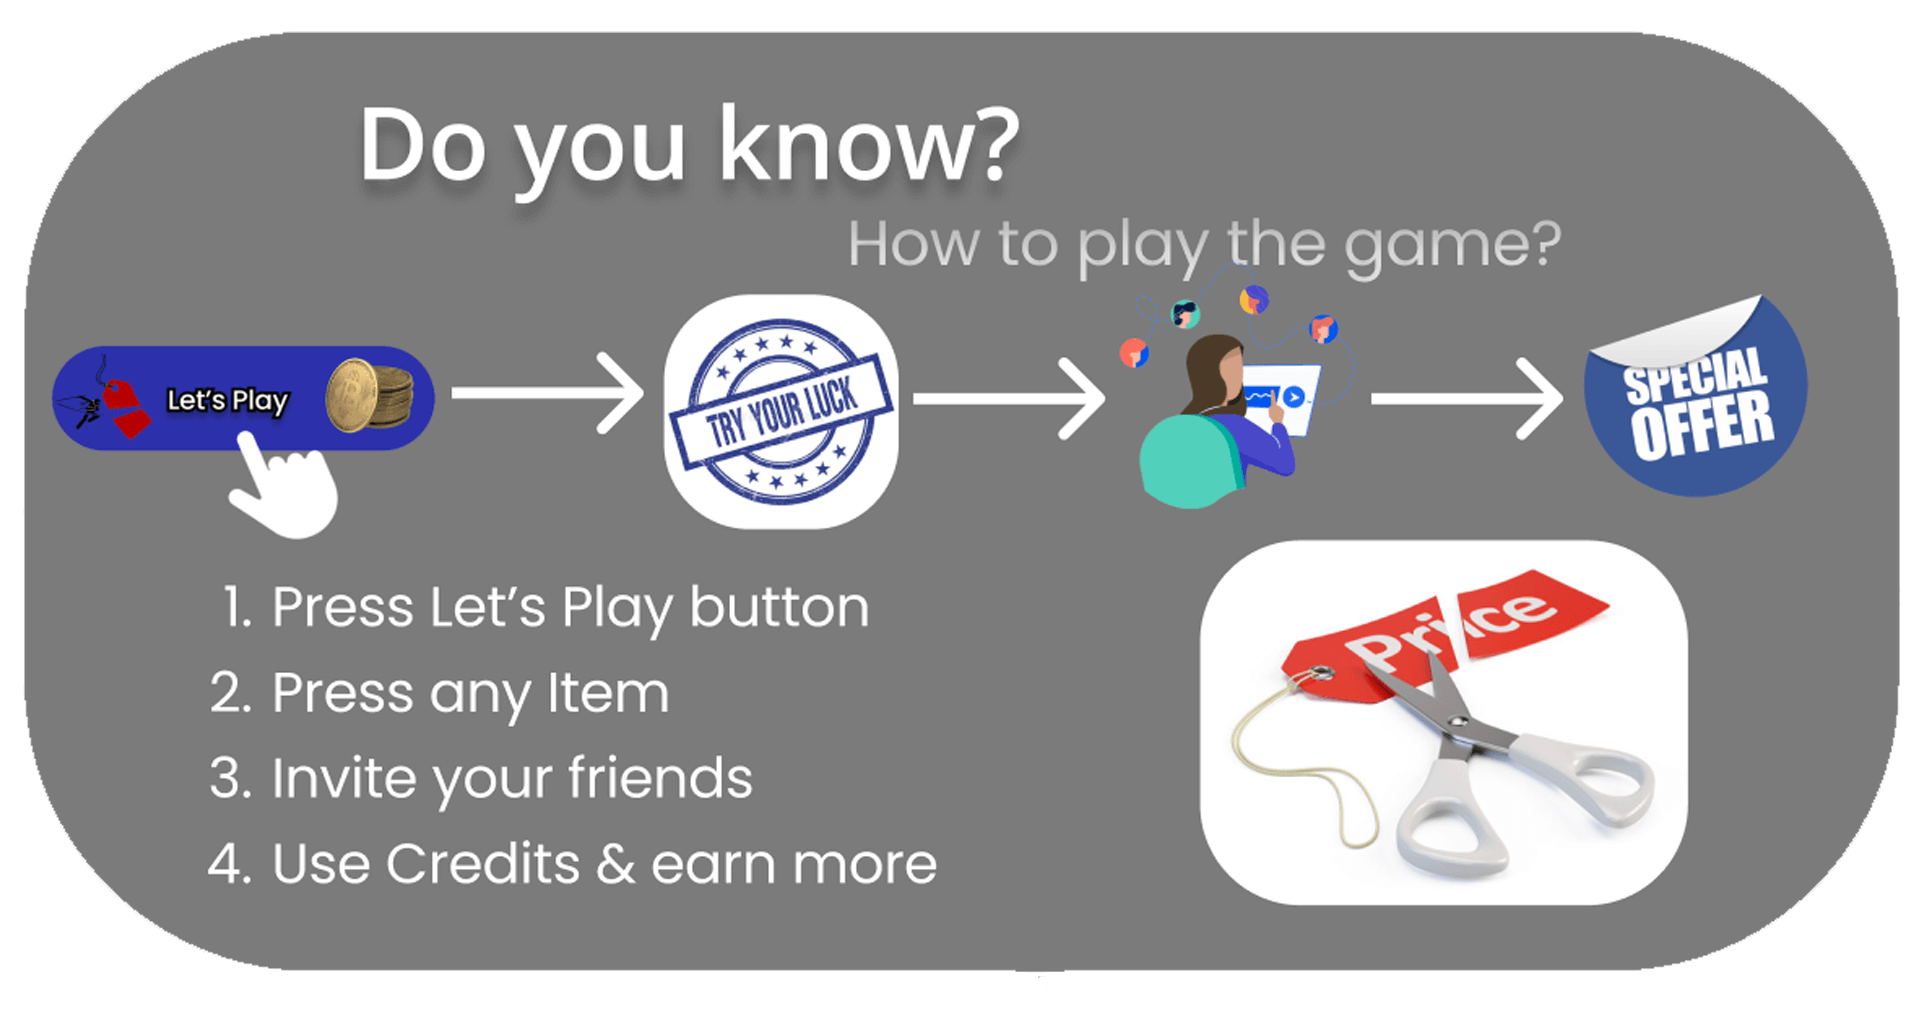 Do you know?
How to play the game?
Let's Play
TRY YOUR LUCK
SPECIAL
OFFER
1. Press Let's Play button
2. Press any Item
3. Invite your friends
4. Use Credits & earn more
Price